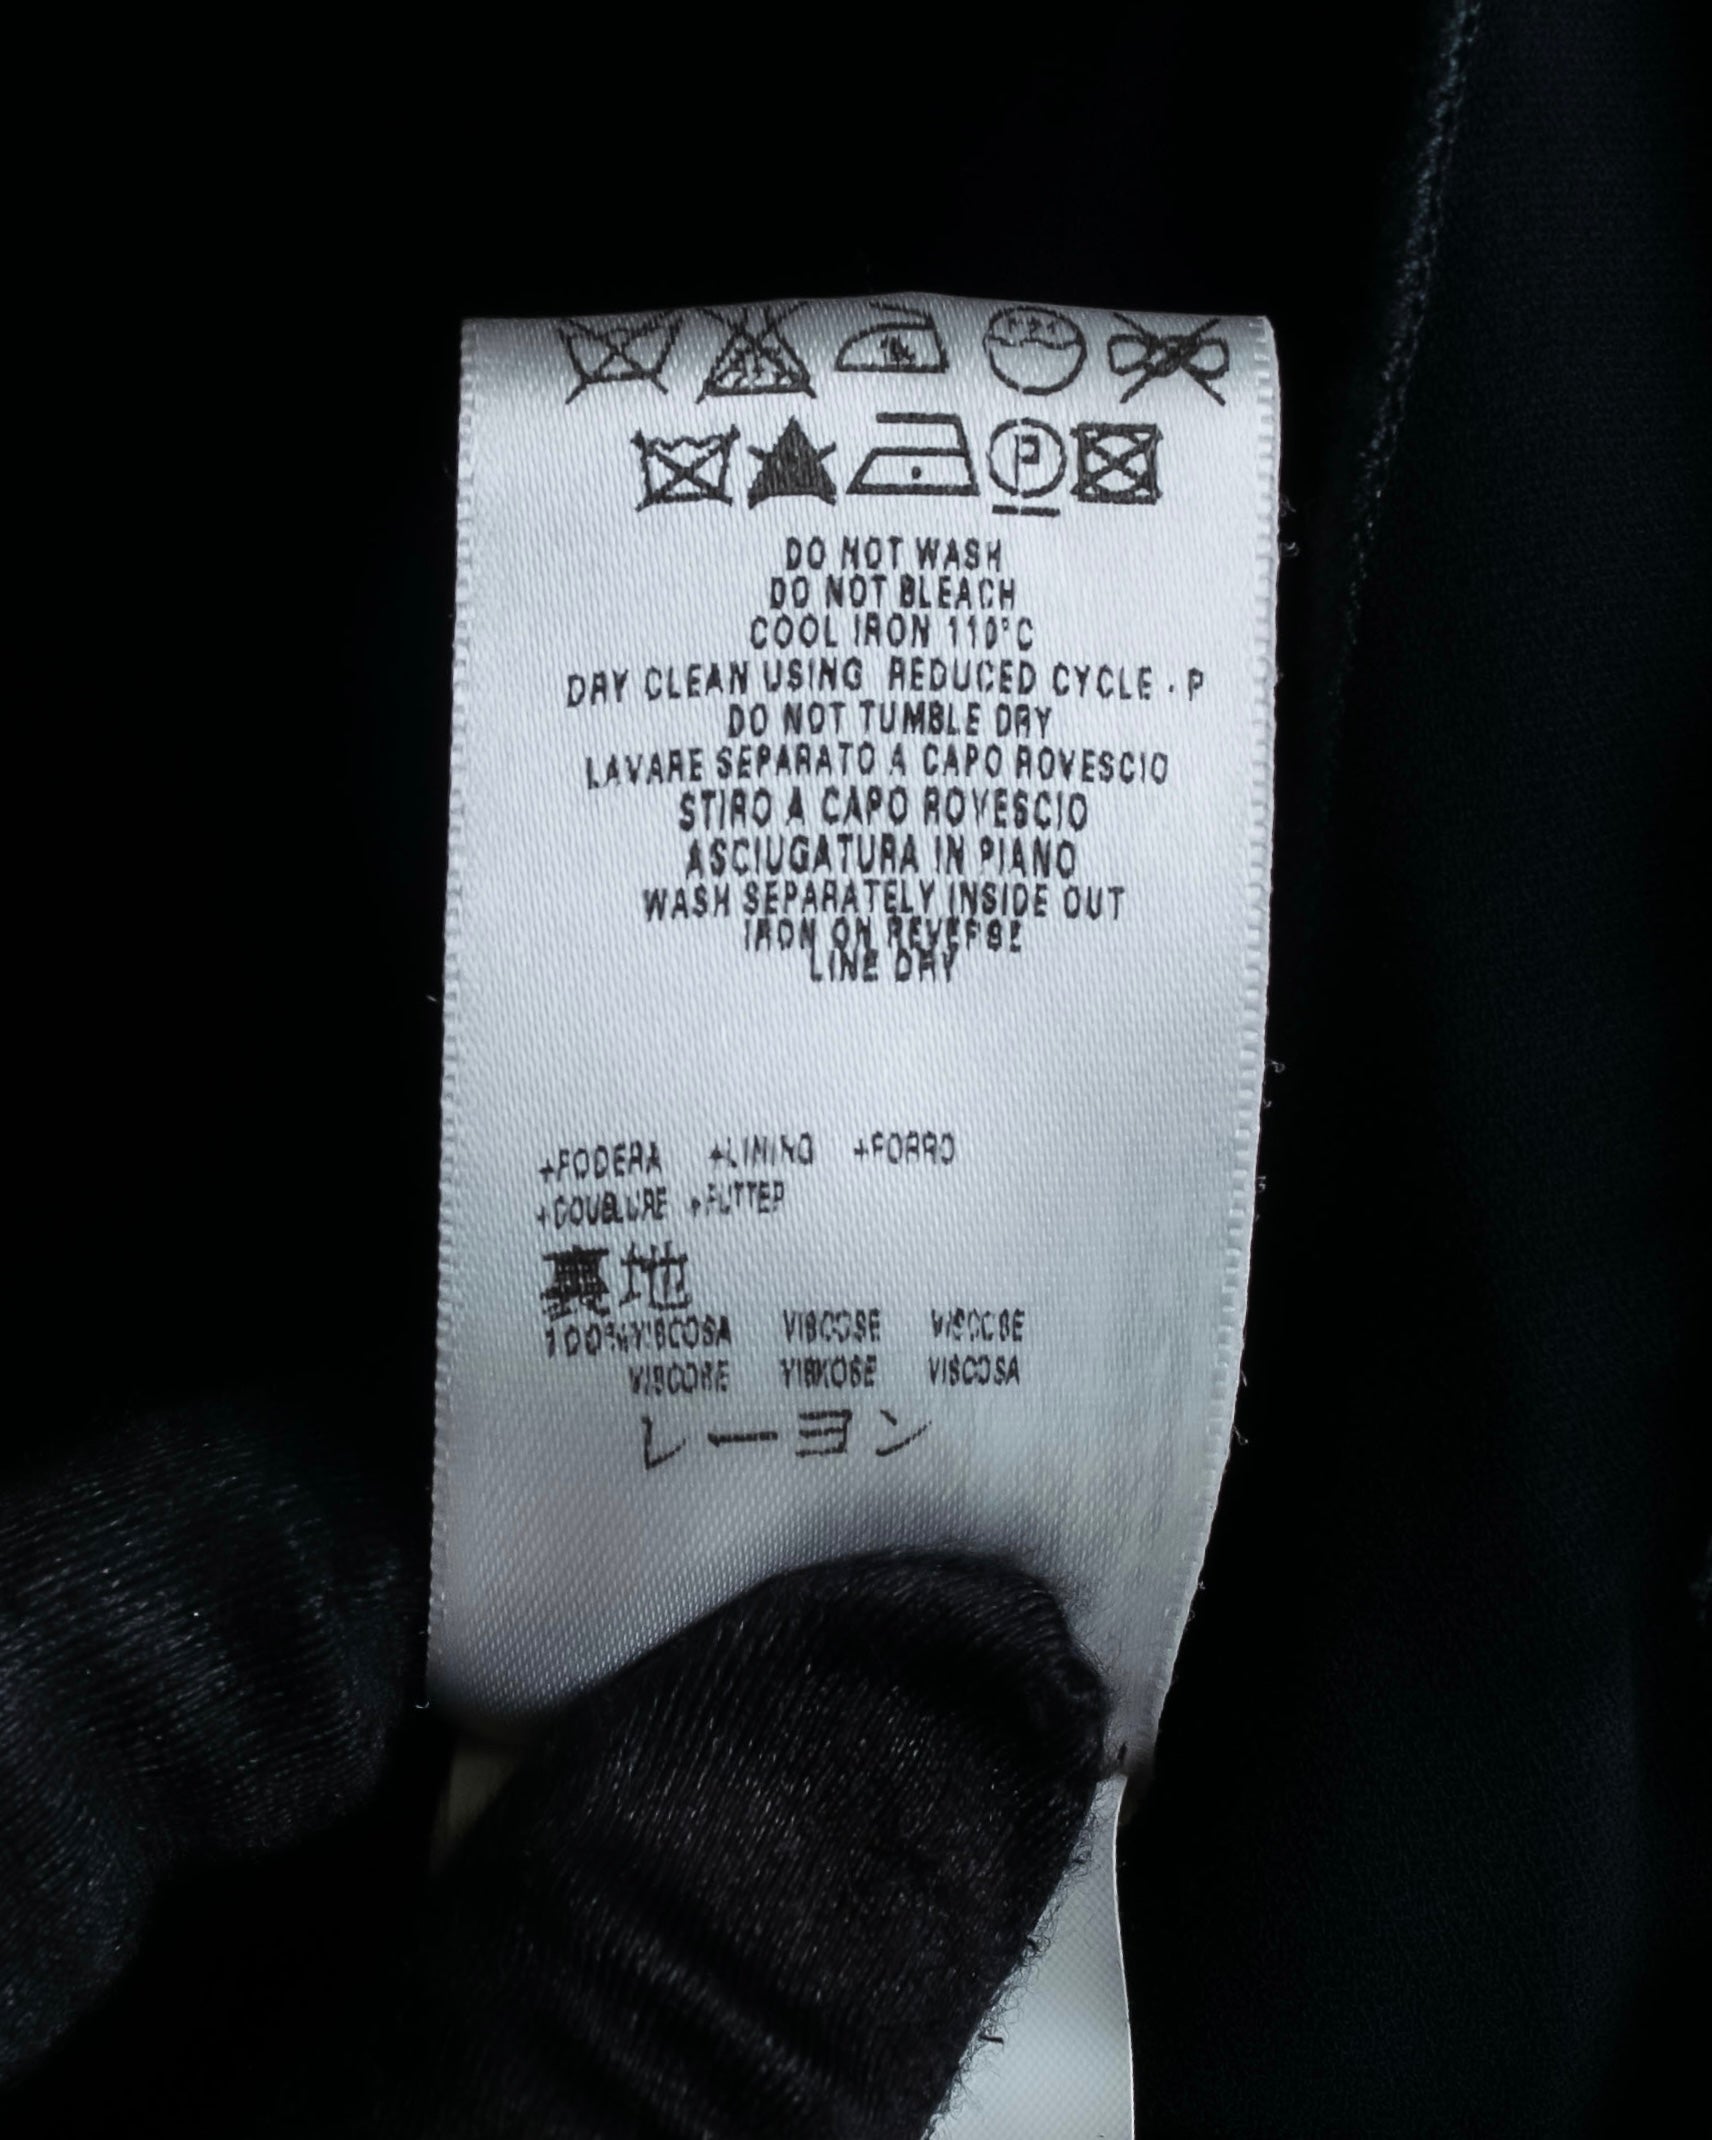 P
DO NOT WASH
DO NOT BLEACH
COOL IRON 110°C
DRY CLEAN USING REDUCED CYCLE . P
DO NOT TUMBLE DRY
LAVARE SEPARATO A CAPO ROVESCIO
STIRO A CAPO ROVESCIO
ASCIUGATURA IN PIANO
WASH SEPARATELY INSIDE OUT
IRON ON REVERSE
LINE DRY
+FODERA +LINING +FORRO
+DOUBLURE +FUTTER
裏地
100%VISCOSA VISCOSE VISCOSE
VISCOSE VISKOSE VISCOSA
レーヨン